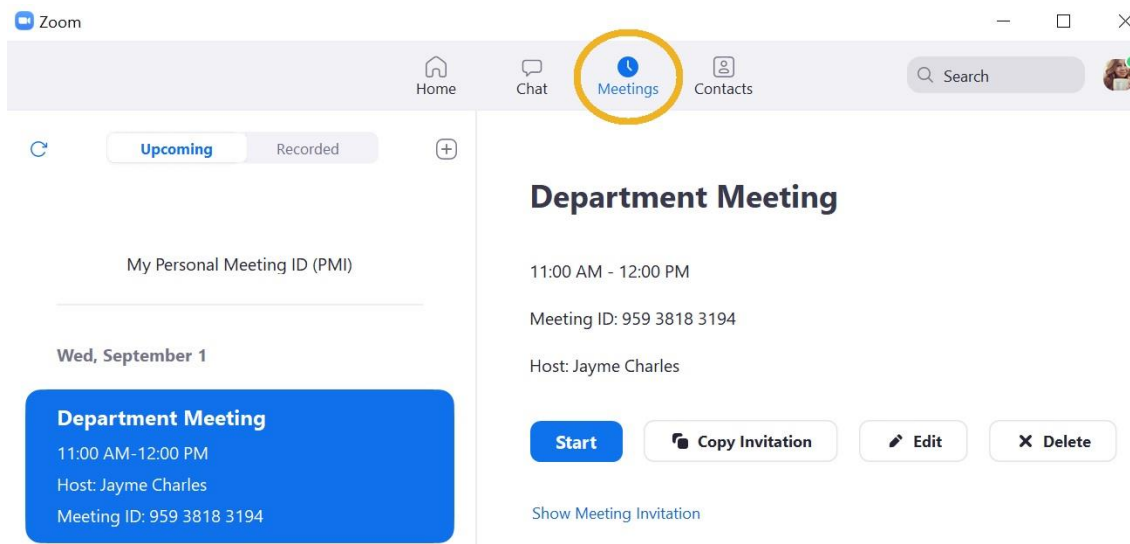 Zoom
Home
Chat
Meetings
Contacts
Search
Upcoming
Recorded
My Personal Meeting ID (PMI)
Wed, September 1
Department Meeting
11:00 AM-12:00 PM
Host: Jayme Charles
Meeting ID: 959 3818 3194
Department Meeting
11:00 AM - 12:00 PM
Meeting ID: 959 3818 3194
Host: Jayme Charles
Start
Copy Invitation
Edit
Delete
Show Meeting Invitation